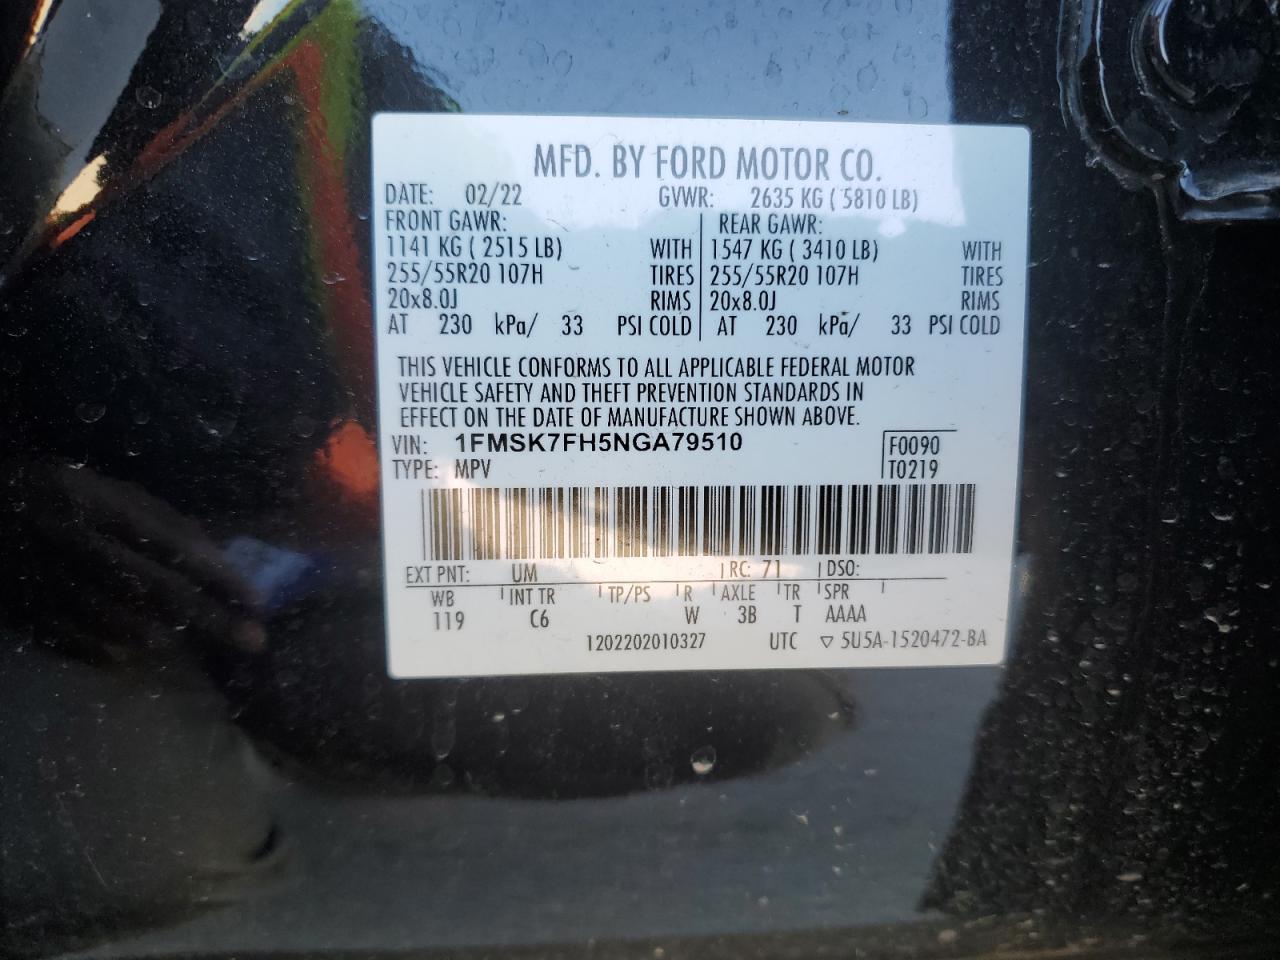 MFD. BY FORD MOTOR CO.
DATE: 02/22 GVWR: 2635 KG ( 5810 LB)
FRONT GAWR: REAR GAWR:
1141 KG ( 2515 LB) WITH 1547 KG ( 3410 LB) WITH
255/55R20 107H TIRES 255/55R20 107H TIRES
20x8.0J RIMS 20x8.0J RIMS
AT 230 kPa/ 33 PSI COLD AT 230 kPa/ 33 PSI COLD
THIS VEHICLE CONFORMS TO ALL APPLICABLE FEDERAL MOTOR
VEHICLE SAFETY AND THEFT PREVENTION STANDARDS IN
EFFECT ON THE DATE OF MANUFACTURE SHOWN ABOVE.
VIN: 1FMSK7FH5NGA79510 F0090
TYPE: MPV T0219
EXT PNT: UM RC: 71 DSO:
WB INT TR TP/PS R AXLE TR SPR
119 C6 W 3B T AAAA
1202202010327 UTC ▽ 5U5A-1520472-BA